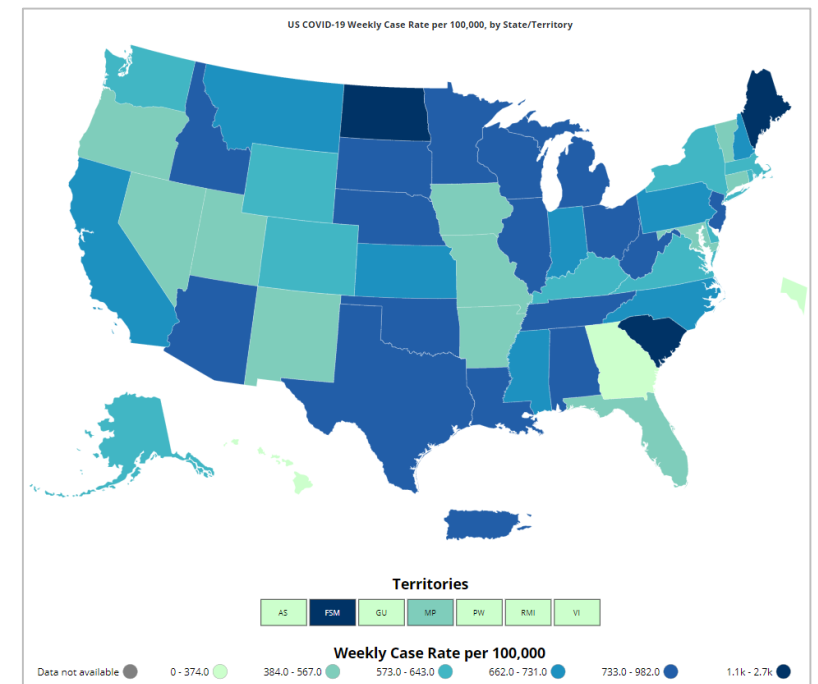 US COVID-19 Weekly Case Rate per 100,000, by State/Territory
Territories
AS FSM GU MP PW RMI VI
Weekly Case Rate per 100,000
Data not available 0 - 374.0 384.0 - 567.0 573.0 - 643.0 662.0 - 731.0 733.0 - 982.0 1.1k - 2.7k